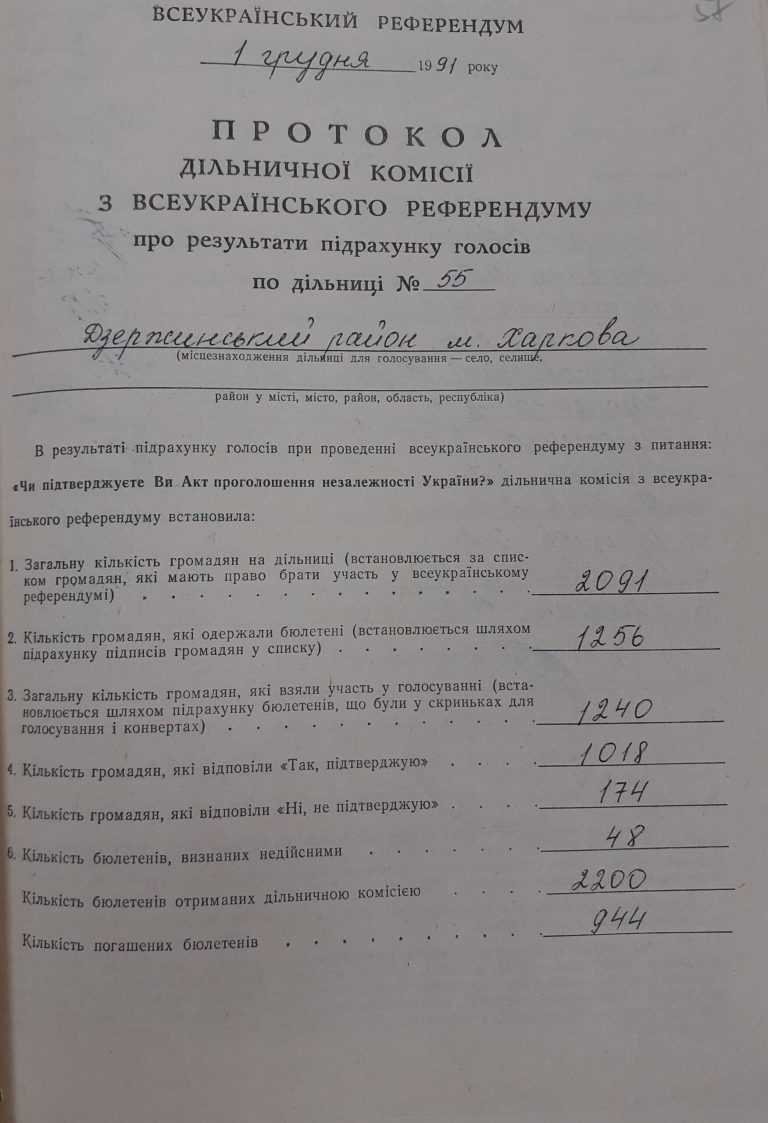 57
ВСЕУКРАЇНСЬКИЙ РЕФЕРЕНДУМ
1 грудня 1991 року
ПРОТОКОЛ
ДІЛЬНИЧНОЇ КОМІСІЇ
З ВСЕУКРАЇНСЬКОГО РЕФЕРЕНДУМУ
про результати підрахунку голосів
по дільниці № 55
Дзержинський район м. Харкова
(місцезнаходження дільниці для голосування — село, селище,
район у місті, місто, район, область, республіка)
В результаті підрахунку голосів при проведенні всеукраїнського референдуму з питання:
«Чи підтверджуєте Ви Акт проголошення незалежності України?» дільнична комісія з всеукра-
їнського референдуму встановила:
1. Загальну кількість громадян на дільниці (встановлюється за спис-
ком громадян, які мають право брати участь у всеукраїнському
референдумі) . . . . . . . . . . . . . . . 2091
2. Кількість громадян, які одержали бюлетені (встановлюється шляхом
підрахунку підписів громадян у списку) . . . . . . . . 1256
3. Загальну кількість громадян, які взяли участь у голосуванні (вста-
новлюється шляхом підрахунку бюлетенів, що були у скриньках для
голосування і конвертах) . . . . . . . . . . . . 1240
4. Кількість громадян, які відповіли «Так, підтверджую» . . . . 1018
5. Кількість громадян, які відповіли «Ні, не підтверджую» . . . . 174
6. Кількість бюлетенів, визнаних недійсними . . . . . . . 48
Кількість бюлетенів отриманих дільничною комісією . . . . 2200
Кількість погашених бюлетенів . . . . . . . . . . 944